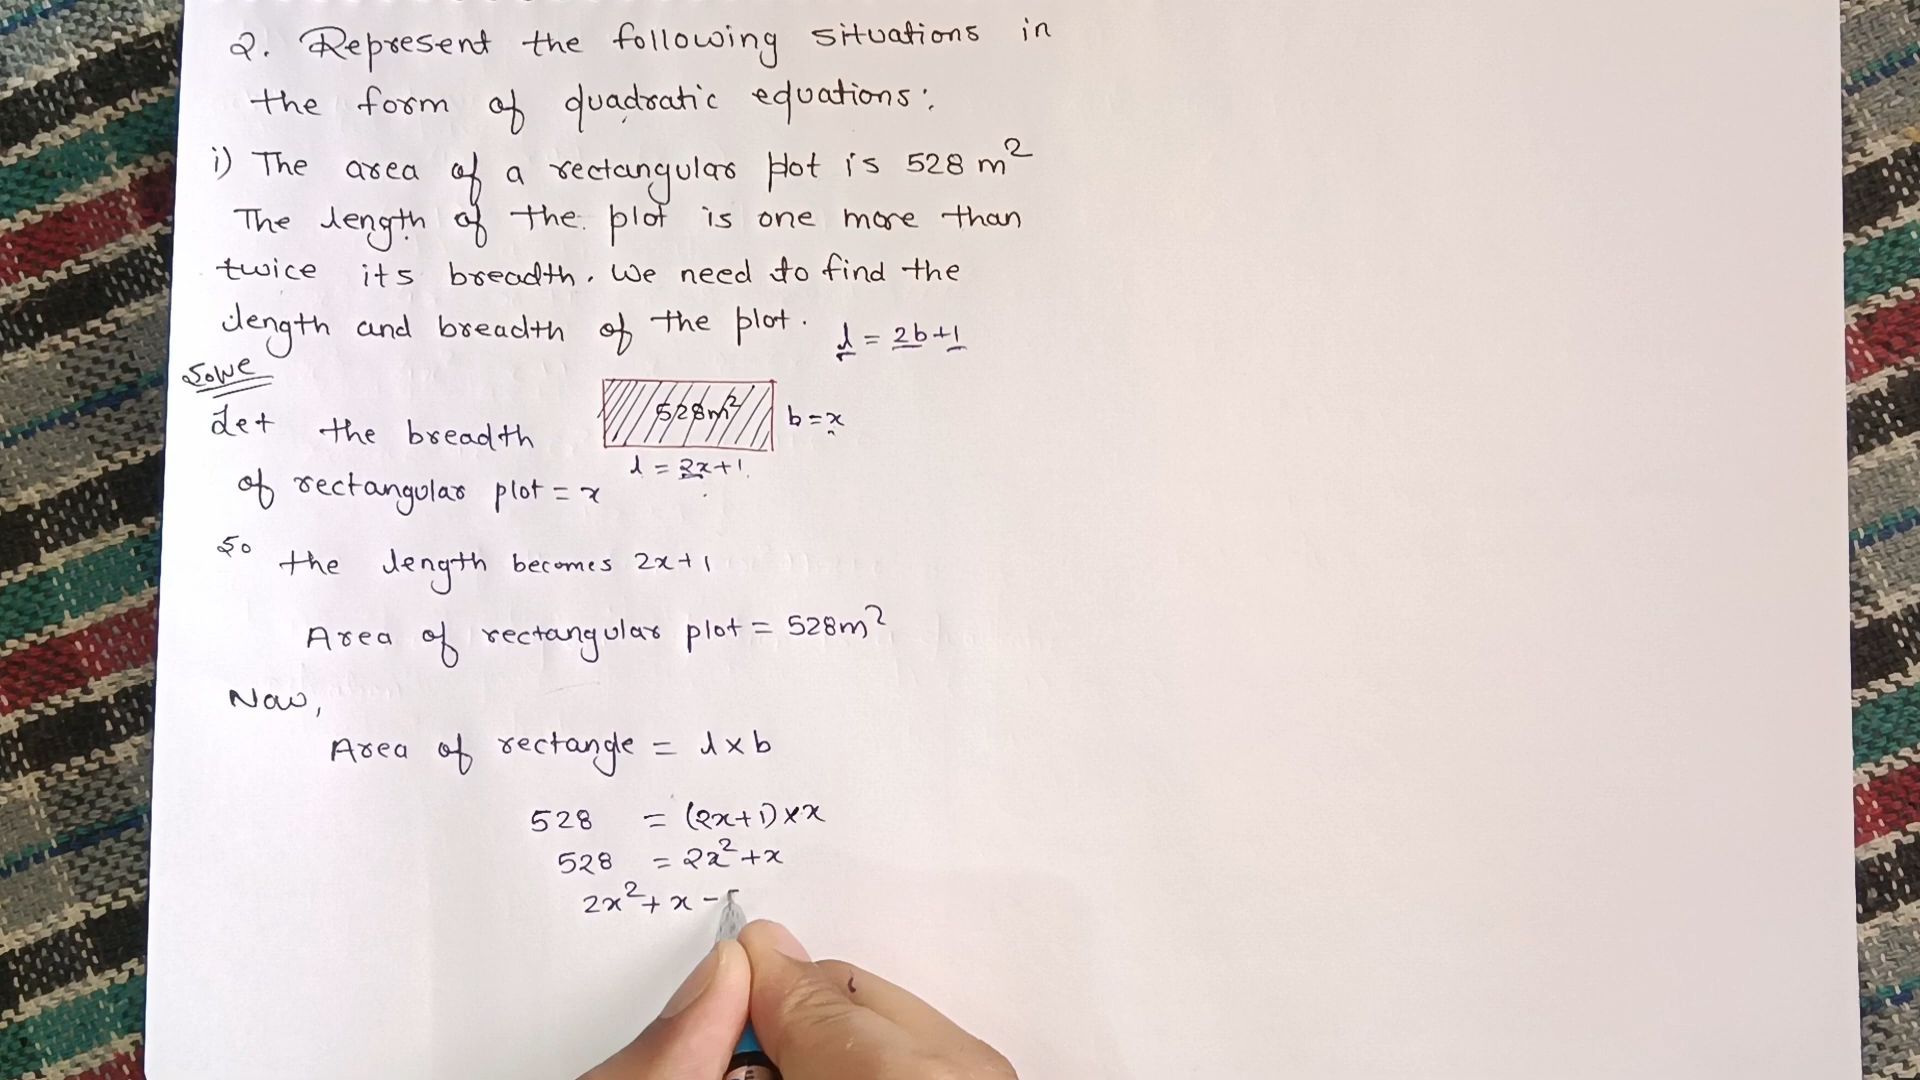 2. Represent the following situations in
the form of quadratic equations:
i) The area of a rectangular plot is 528 m²
The length of the plot is one more than
twice its breadth. We need to find the
length and breadth of the plot.
l = 2b+1
Solve
528m²
b = x
l = 2x+1
Let the breadth
of rectangular plot = x
So the length becomes 2x+1
Area of rectangular plot = 528m²
Now,
Area of rectangle = l×b
528 = (2x+1)×x
528 = 2x²+x
2x²+x-